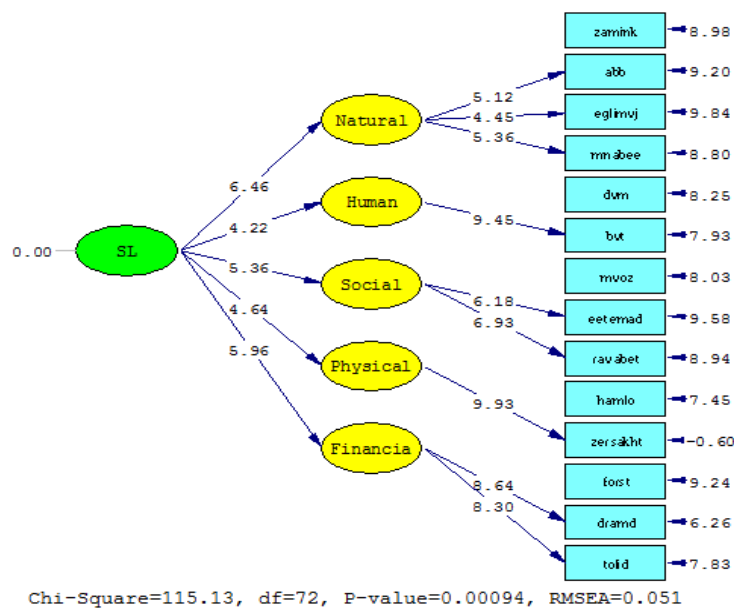 zamink 8.98
abb 9.20
5.12
eglimvj 9.84
4.45
Natural
5.36
mnabee 8.80
6.46
dvm 8.25
Human
4.22
9.45
bvt 7.93
0.00 SL
5.36
mvoz 8.03
Social
6.18
eetemad 9.58
4.64
6.93
ravabet 8.94
5.96
Physical
hamlo 7.45
9.93
zersakht -0.60
Financia
forst 9.24
8.64
8.30
dramd 6.26
tolid 7.83
Chi-Square=115.13, df=72, P-value=0.00094, RMSEA=0.051